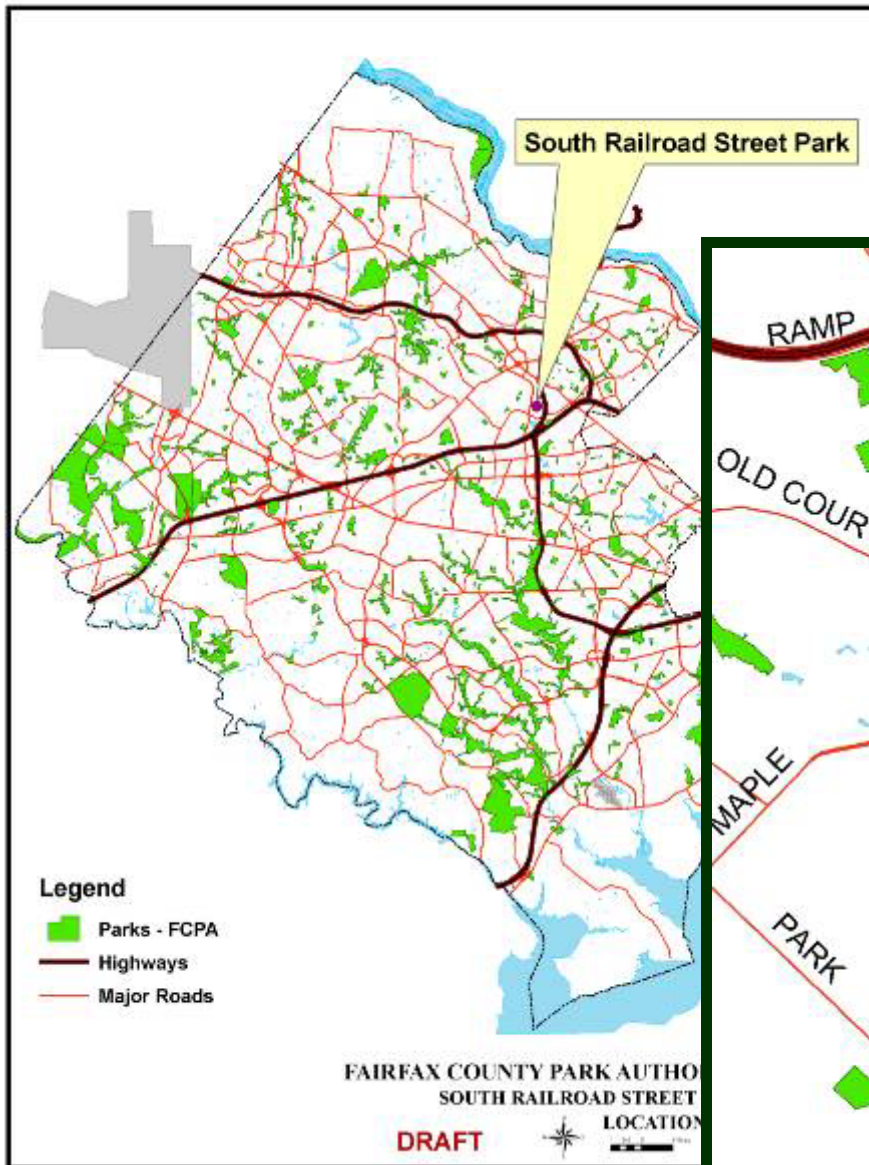 South Railroad Street Park
RAMP
OLD COUR
MAPLE
PARK
Legend
Parks - FCPA
Highways
Major Roads
FAIRFAX COUNTY PARK AUTHO
SOUTH RAILROAD STREET
LOCATION
DRAFT